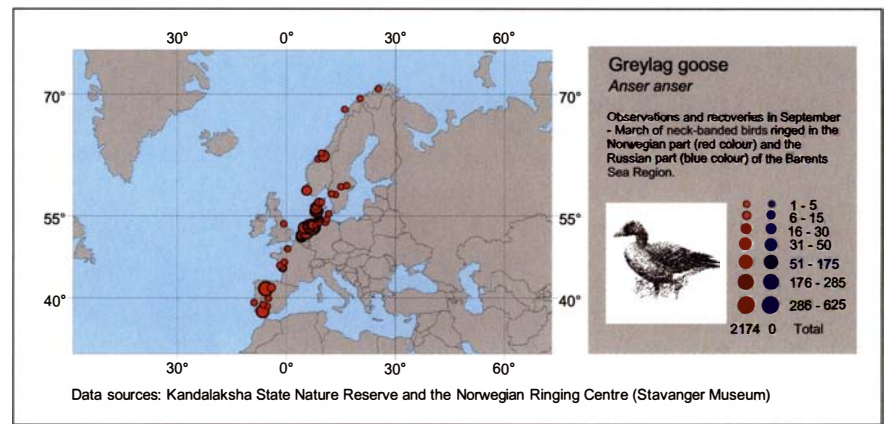 30° 0° 30° 60°
70° 70°
55° 55°
40° 40°
30° 0° 30° 60°
Greylag goose
Anser anser
Observations and recoveries in September
- March of neck-banded birds ringed in the
Norwegian part (red colour) and the
Russian part (blue colour) of the Barents
Sea Region.
1 - 5
6 - 15
16 - 30
31 - 50
51 - 175
176 - 285
286 - 625
2174 0 Total
Data sources: Kandalaksha State Nature Reserve and the Norwegian Ringing Centre (Stavanger Museum)